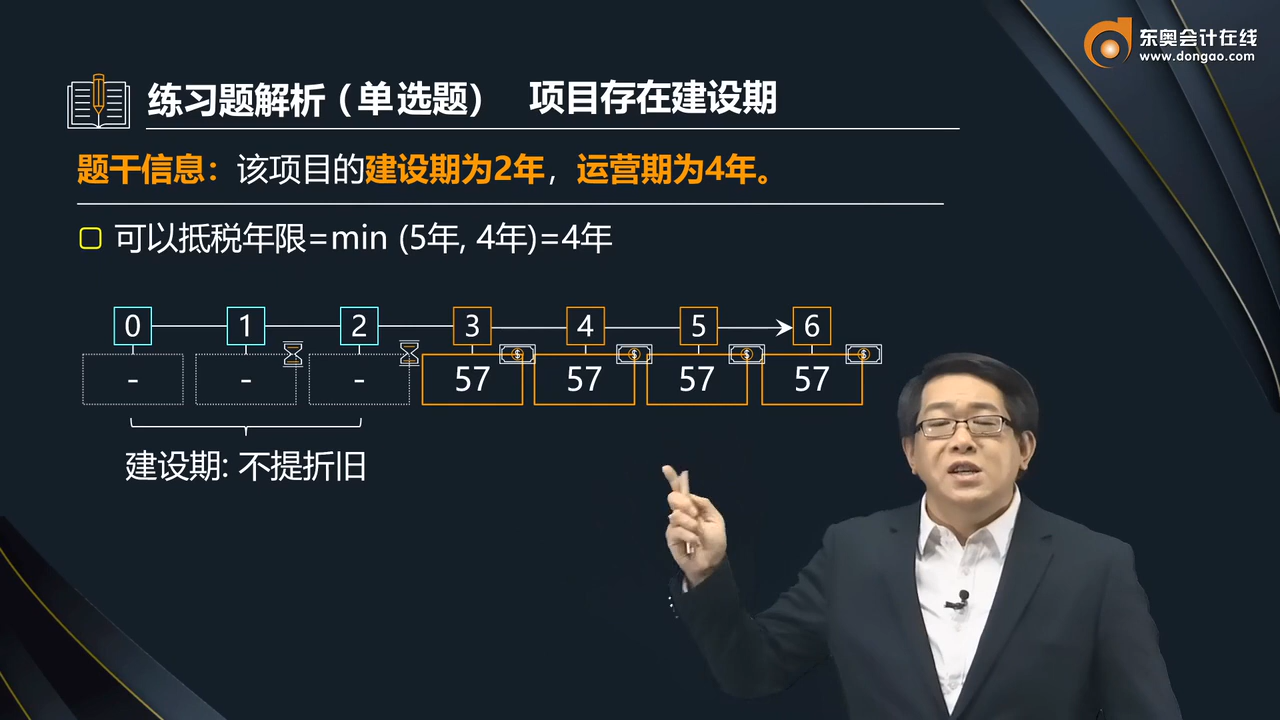 东奥会计在线
www.dongao.com
练习题解析（单选题） 项目存在建设期
题干信息：该项目的建设期为2年，运营期为4年。
可以抵税年限=min (5年, 4年)=4年
0 1 2 3 4 5 6
- - - 57 57 57 57
建设期: 不提折旧